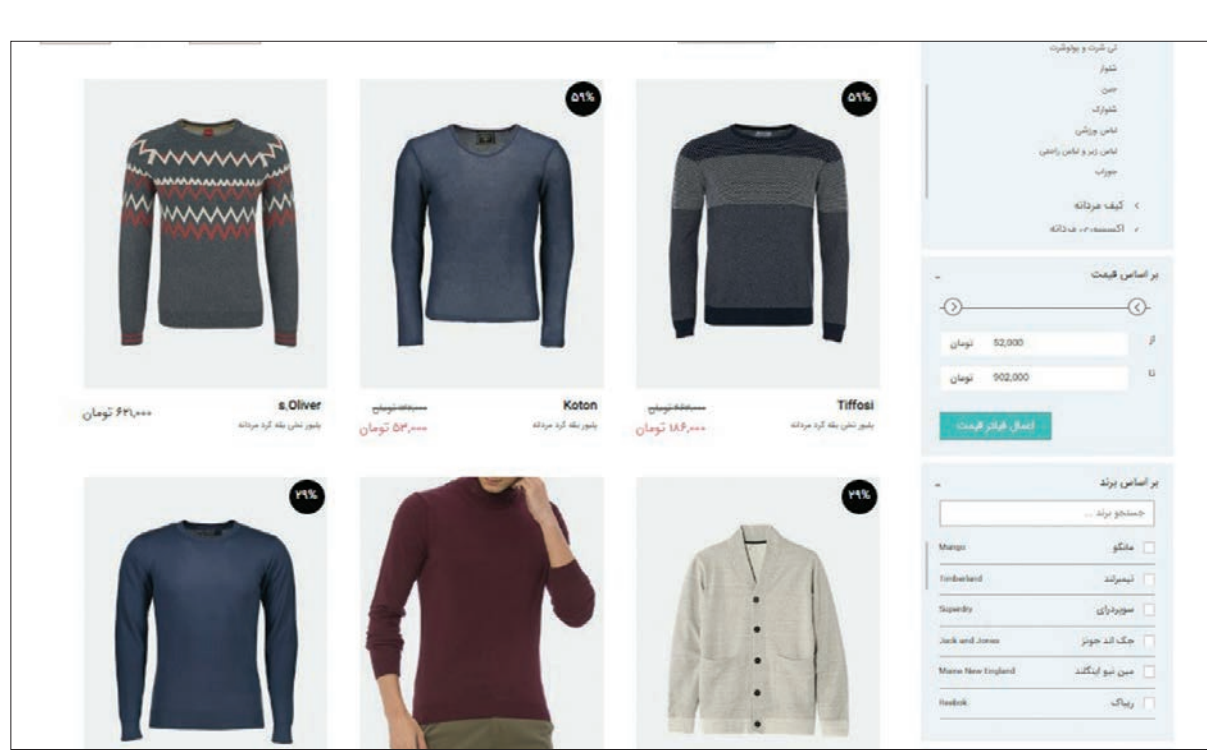 تی شرت و پولوشرت
شلوار
جین
شلوارک
لباس ورزشی
لباس زیر و لباس راحتی
جوراب
کیف مردانه
اکسسوری مردانه
بر اساس قیمت
از 52,000 تومان
تا 902,000 تومان
اعمال فیلتر قیمت
بر اساس برند
جستجو برند ...
مانگو Mango
تیمبرلند Timberland
سوپردرای Superdry
جک اند جونز Jack and Jones
مین نیو اینگلند Maine New England
ریباک Reebok
۵۹%
۵۹%
Tiffosi
پلیور نخی یقه گرد مردانه
۱۸۶,۰۰۰ تومان
Koton
پلیور یقه گرد مردانه
۵۳,۰۰۰ تومان
s.Oliver
پلیور نخی یقه گرد مردانه
۶۲۱,۰۰۰ تومان
۲۹%
۲۹%